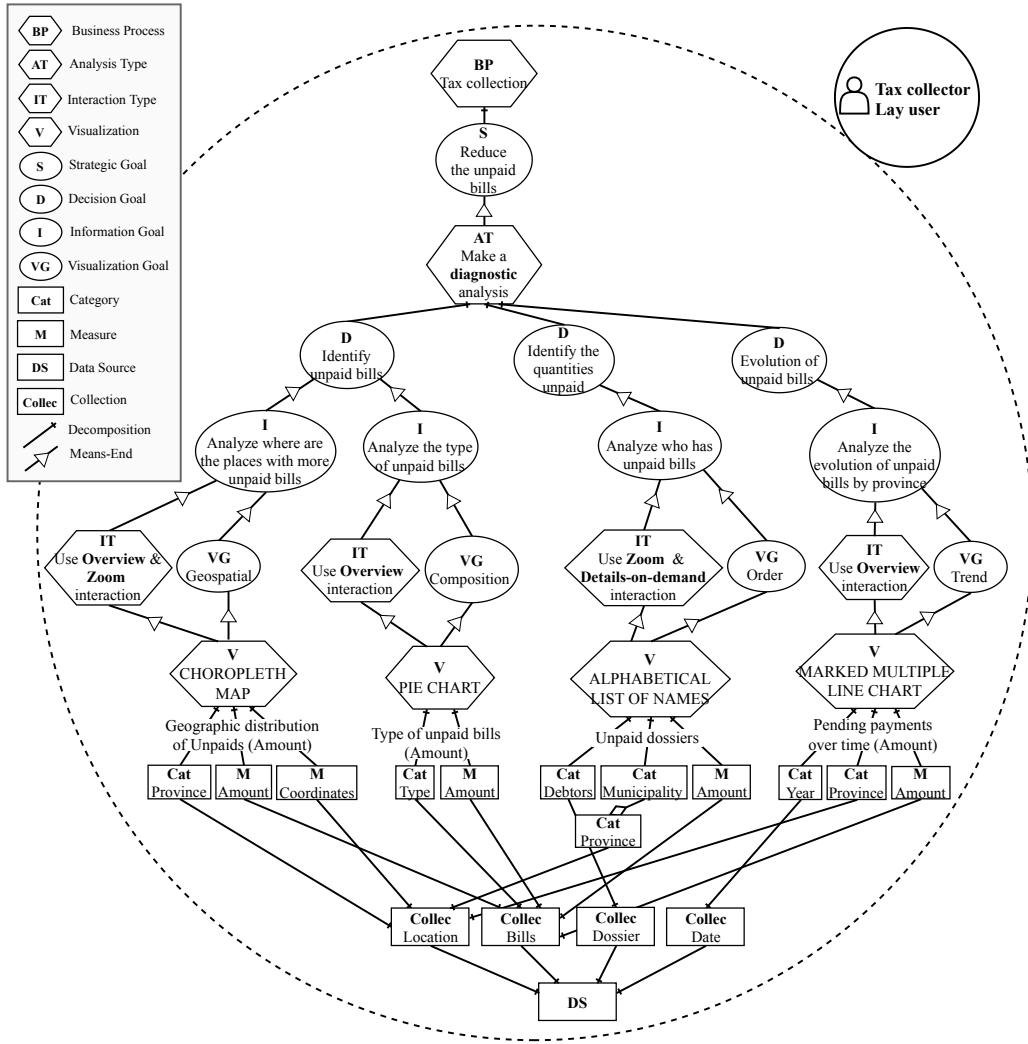 BP Business Process
AT Analysis Type
IT Interaction Type
V Visualization
S Strategic Goal
D Decision Goal
I Information Goal
VG Visualization Goal
Cat Category
M Measure
DS Data Source
Collec Collection
Decomposition
Means-End
Tax collector
Lay user
BP
Tax collection
S
Reduce
the unpaid
bills
AT
Make a
diagnostic
analysis
D
Identify
unpaid bills
D
Identify the
quantities
unpaid
D
Evolution of
unpaid bills
I
Analyze where are
the places with more
unpaid bills
I
Analyze the type
of unpaid bills
I
Analyze who has
unpaid bills
I
Analyze the
evolution of unpaid
bills by province
IT
Use Overview &
Zoom
interaction
VG
Geospatial
IT
Use Overview
interaction
VG
Composition
IT
Use Zoom &
Details-on-demand
interaction
VG
Order
IT
Use Overview
interaction
VG
Trend
V
CHOROPLETH
MAP
V
PIE CHART
V
ALPHABETICAL
LIST OF NAMES
V
MARKED MULTIPLE
LINE CHART
Geographic distribution
of Unpaids (Amount)
Type of unpaid bills
(Amount)
Unpaid dossiers
Pending payments
over time (Amount)
Cat
Province
M
Amount
M
Coordinates
Cat
Type
M
Amount
Cat
Debtors
Cat
Municipality
M
Amount
Cat
Year
Cat
Province
M
Amount
Cat
Province
Collec
Location
Collec
Bills
Collec
Dossier
Collec
Date
DS